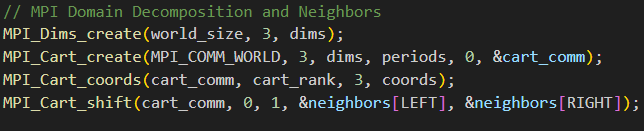 // MPI Domain Decomposition and Neighbors
MPI_Dims_create(world_size, 3, dims);
MPI_Cart_create(MPI_COMM_WORLD, 3, dims, periods, 0, &cart_comm);
MPI_Cart_coords(cart_comm, cart_rank, 3, coords);
MPI_Cart_shift(cart_comm, 0, 1, &neighbors[LEFT], &neighbors[RIGHT]);